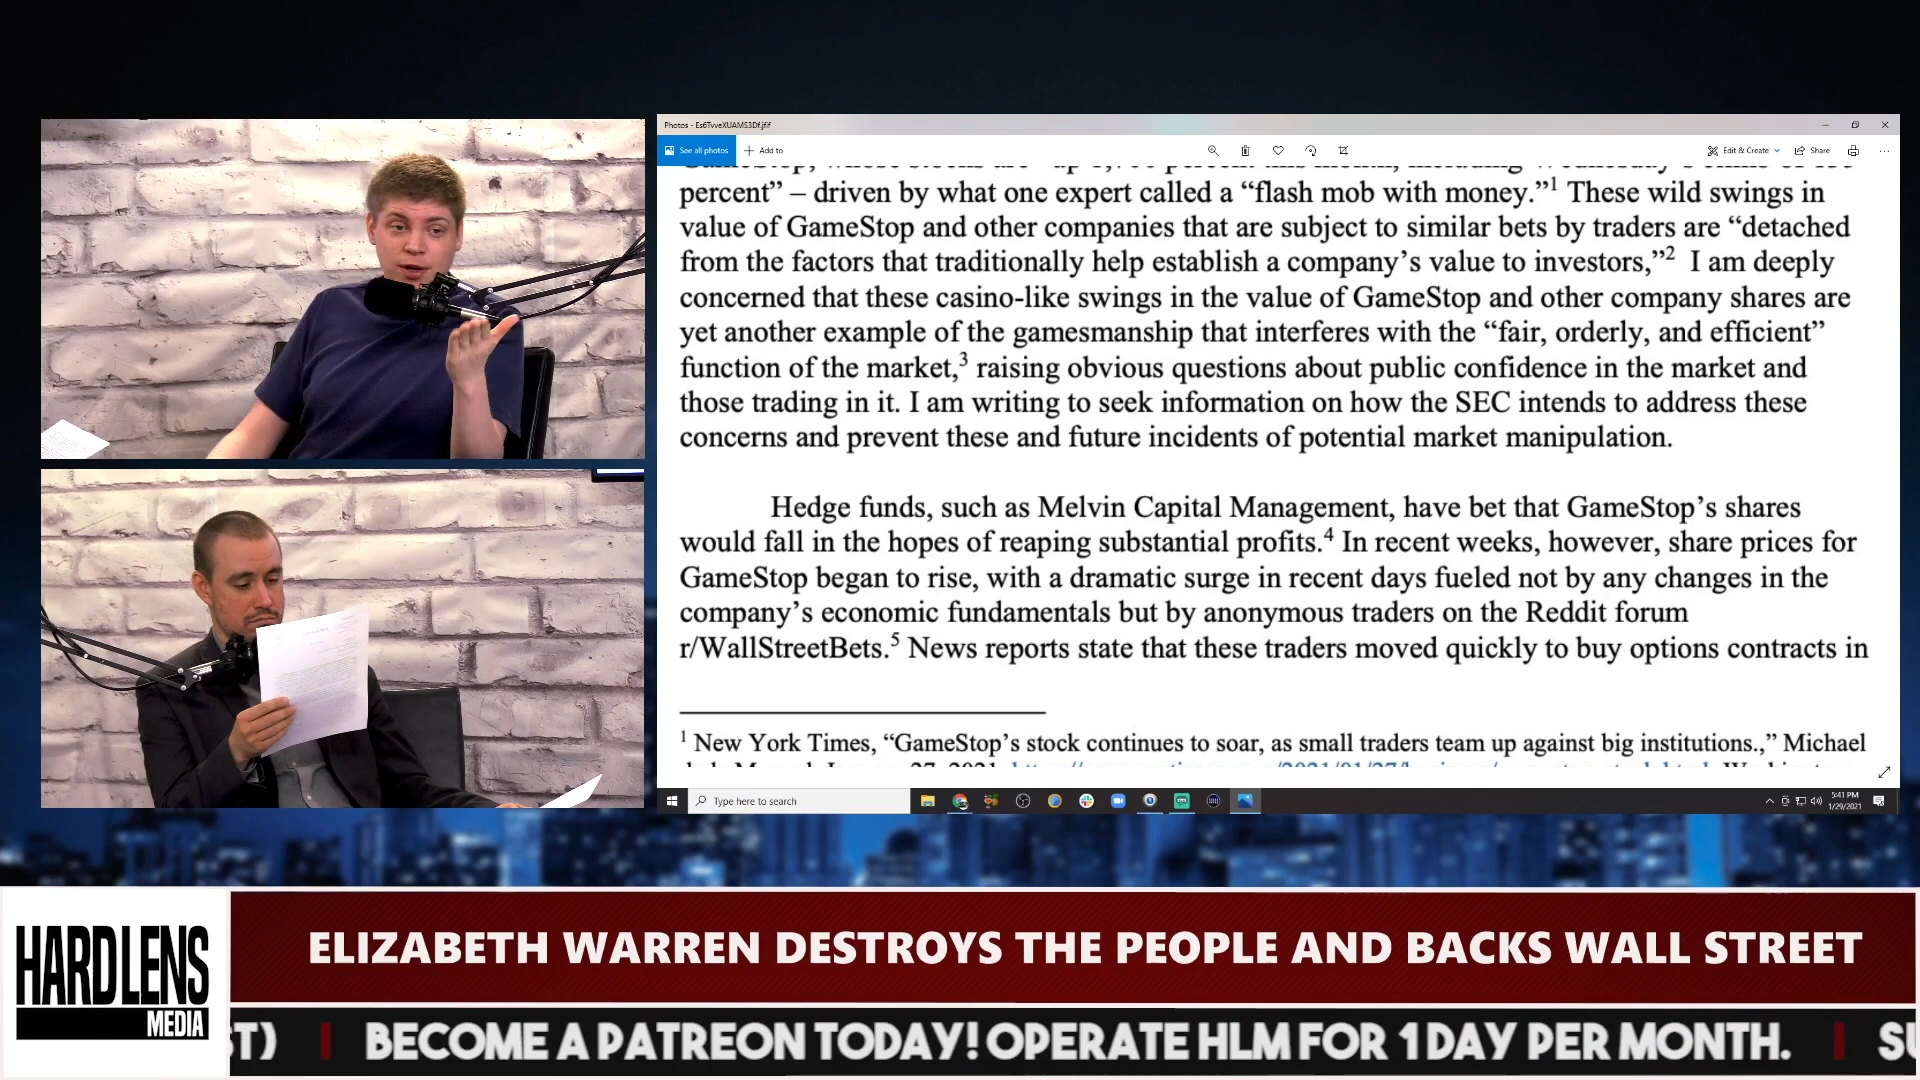 Photos - Es6TvveXUAMS3Df.jfif
See all photos
Add to
Edit & Create
Share
percent” – driven by what one expert called a “flash mob with money.”1 These wild swings in
value of GameStop and other companies that are subject to similar bets by traders are “detached
from the factors that traditionally help establish a company’s value to investors,”2 I am deeply
concerned that these casino-like swings in the value of GameStop and other company shares are
yet another example of the gamesmanship that interferes with the “fair, orderly, and efficient”
function of the market,3 raising obvious questions about public confidence in the market and
those trading in it. I am writing to seek information on how the SEC intends to address these
concerns and prevent these and future incidents of potential market manipulation.
Hedge funds, such as Melvin Capital Management, have bet that GameStop’s shares
would fall in the hopes of reaping substantial profits.4 In recent weeks, however, share prices for
GameStop began to rise, with a dramatic surge in recent days fueled not by any changes in the
company’s economic fundamentals but by anonymous traders on the Reddit forum
r/WallStreetBets.5 News reports state that these traders moved quickly to buy options contracts in
1 New York Times, “GameStop’s stock continues to soar, as small traders team up against big institutions.,” Michael
Type here to search
5:41 PM
1/29/2021
HARD LENS
MEDIA
ELIZABETH WARREN DESTROYS THE PEOPLE AND BACKS WALL STREET
ST) | BECOME A PATREON TODAY! OPERATE HLM FOR 1 DAY PER MONTH. | SU